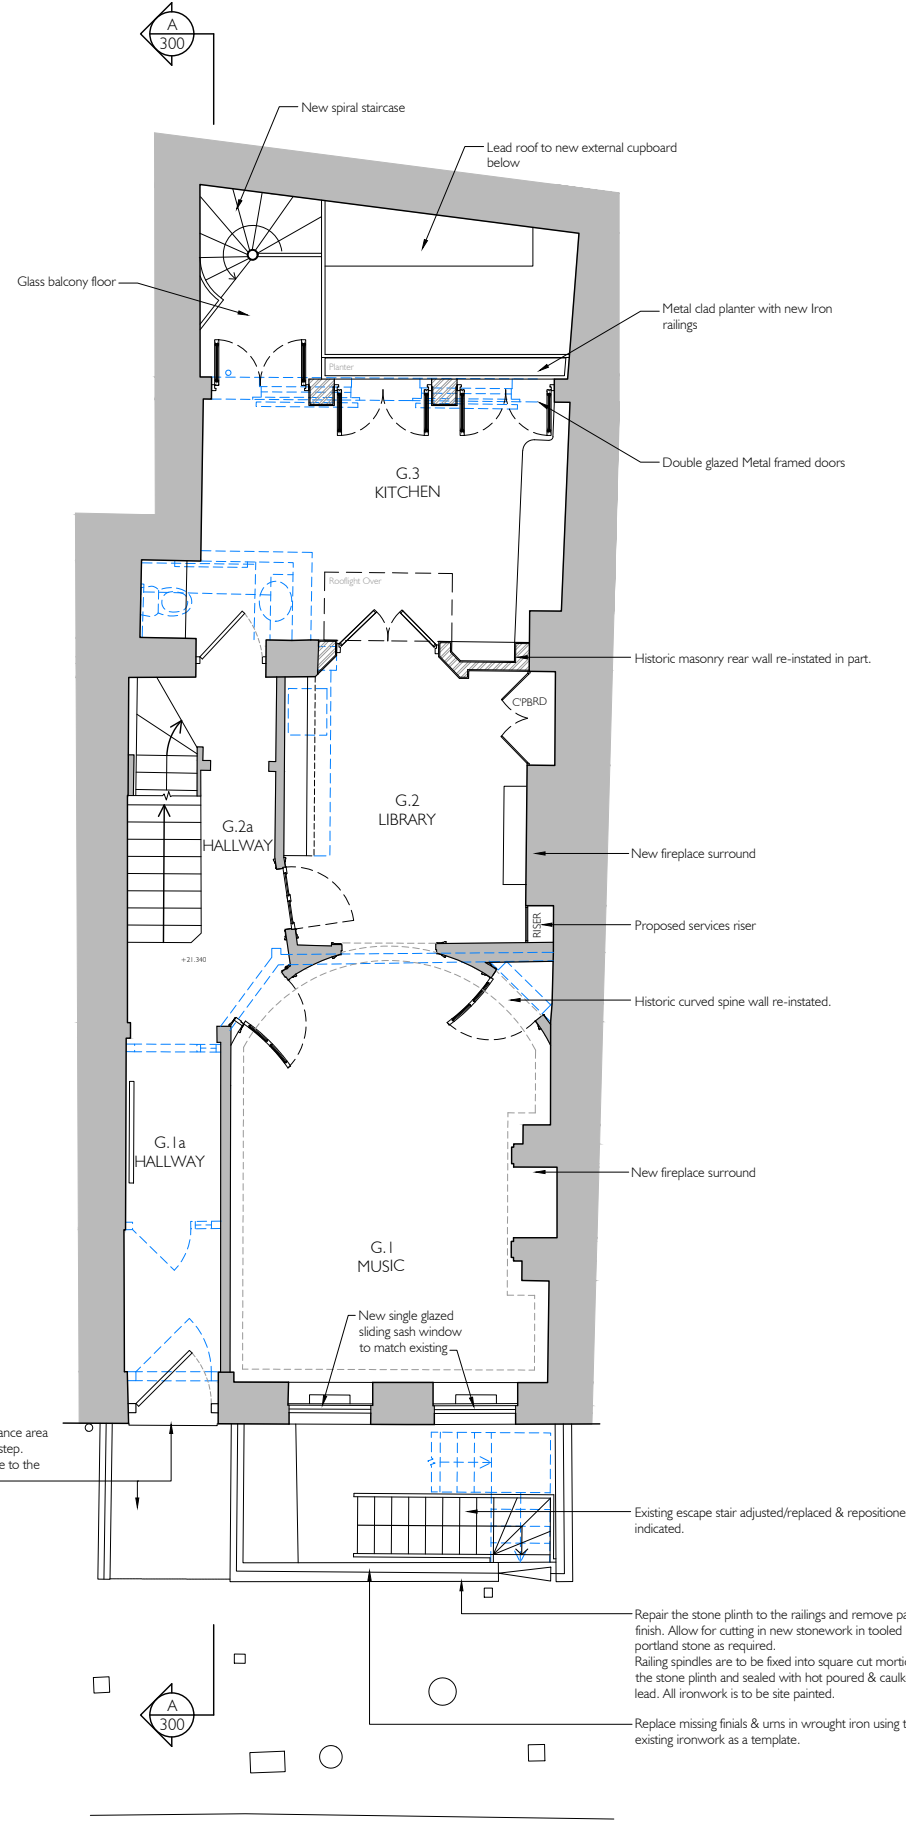 A
300
New spiral staircase
Lead roof to new external cupboard
below
Glass balcony floor
Metal clad planter with new Iron
railings
Planter
Double glazed Metal framed doors
G.3
KITCHEN
Rooflight Over
Historic masonry rear wall re-instated in part.
C'PBRD
G.2
LIBRARY
G.2a
HALLWAY
New fireplace surround
RISER
Proposed services riser
+21.340
Historic curved spine wall re-instated.
G.1a
HALLWAY
New fireplace surround
G.1
MUSIC
New single glazed
sliding sash window
to match existing
ance area
step.
e to the
Existing escape stair adjusted/replaced & repositione
indicated.
Repair the stone plinth to the railings and remove pa
finish. Allow for cutting in new stonework in tooled
portland stone as required.
Railing spindles are to be fixed into square cut mortic
the stone plinth and sealed with hot poured & caulk
lead. All ironwork is to be site painted.
Replace missing finials & urns in wrought iron using t
existing ironwork as a template.
A
300